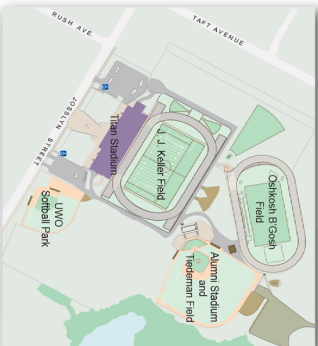 RUSH AVE.
TAFT AVENUE
JOSSLYN STREET
Titan Stadium
J. J. Keller Field
Oshkosh B'Gosh
Field
UWO
Softball Park
Alumni Stadium
and
Tiedeman Field